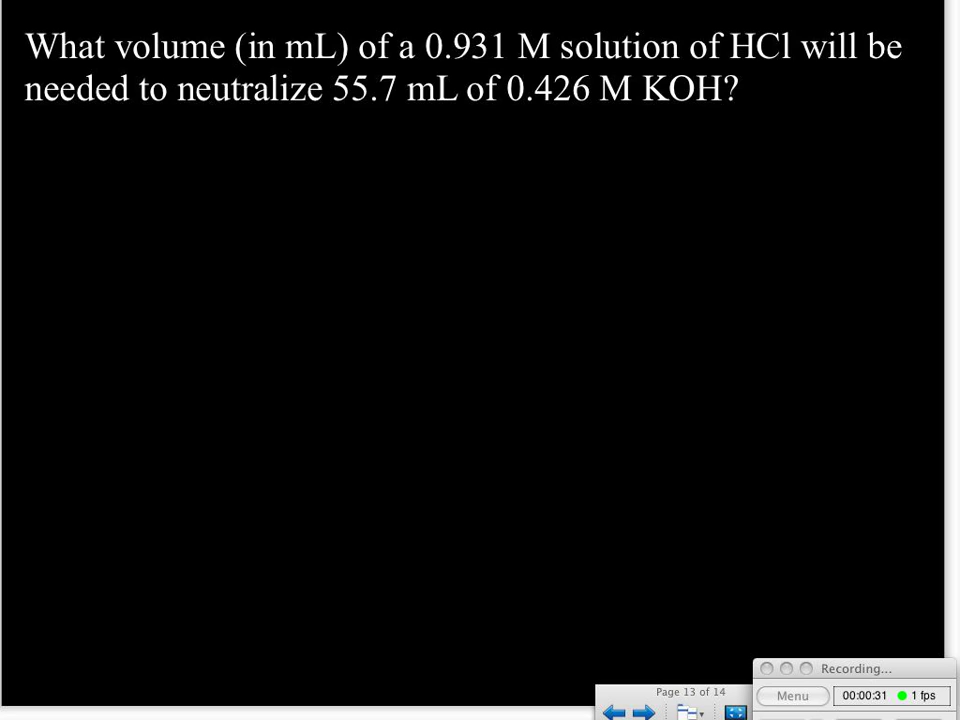 What volume (in mL) of a 0.931 M solution of HCl will be
needed to neutralize 55.7 mL of 0.426 M KOH?
Recording...
Page 13 of 14
Menu
00:00:31
1 fps